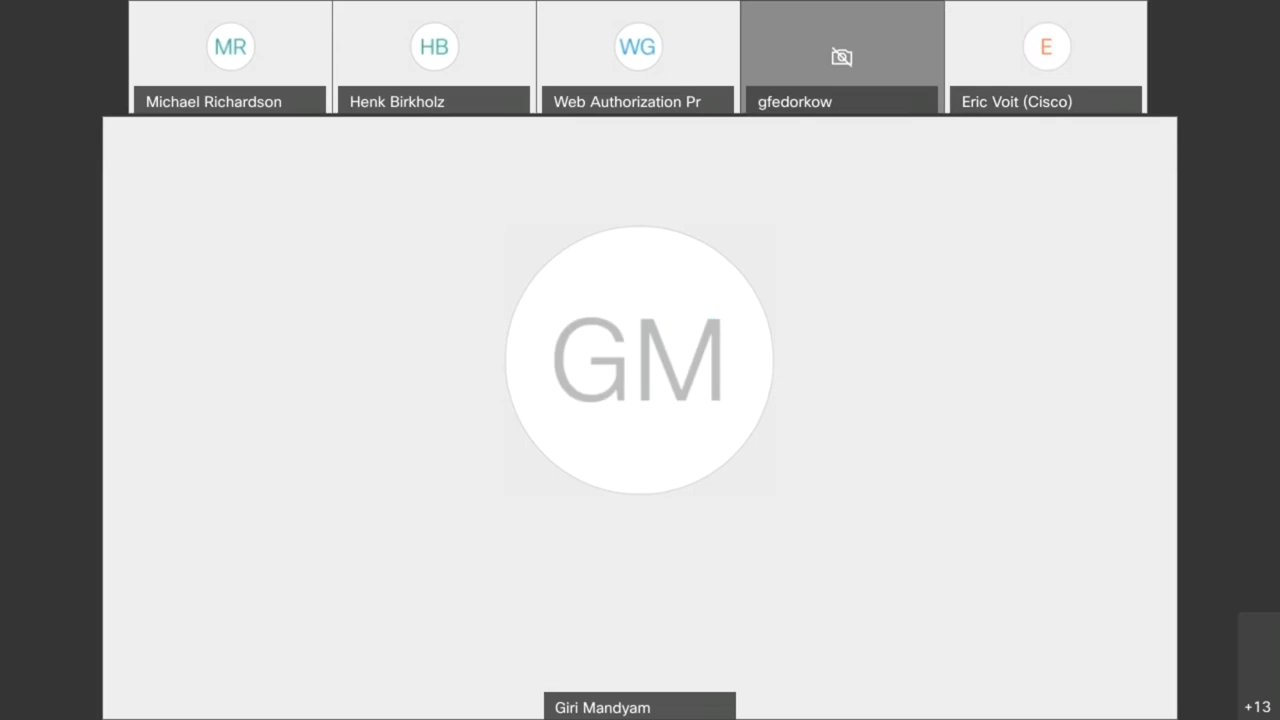 MR
HB
WG
E
Michael Richardson
Henk Birkholz
Web Authorization Pr
gfedorkow
Eric Voit (Cisco)
GM
Giri Mandyam
+13